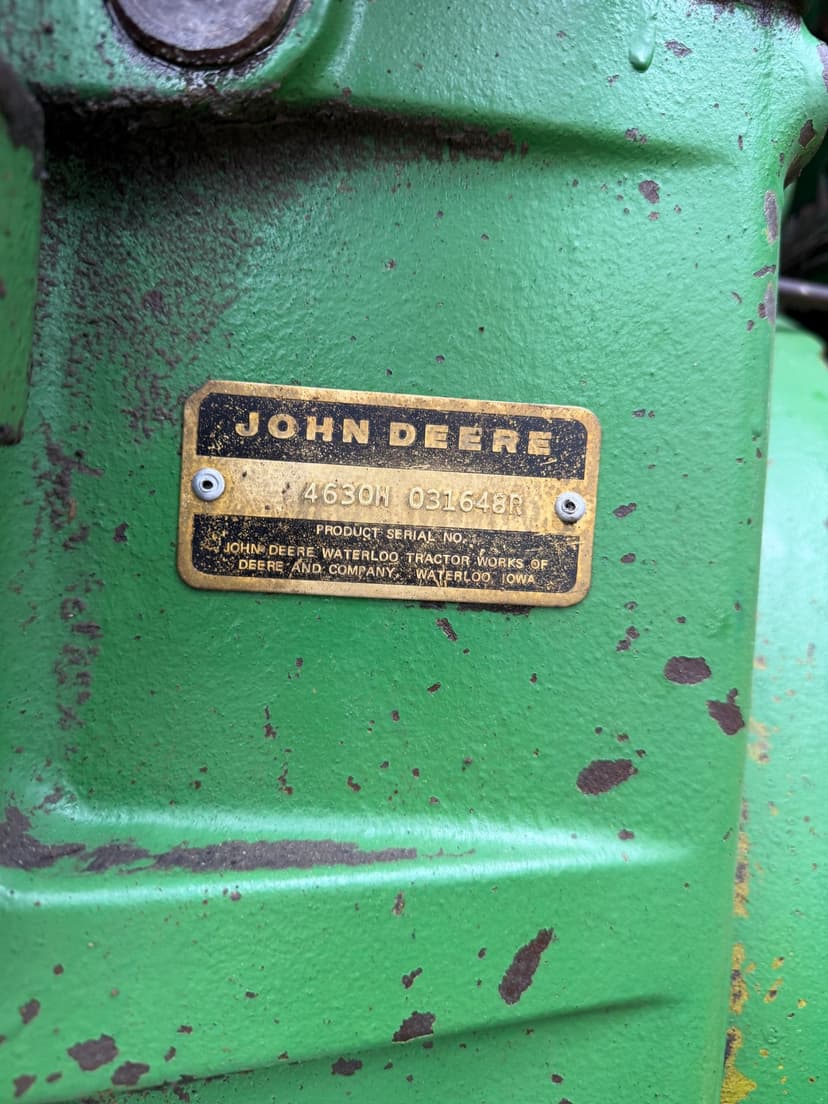 JOHN DEERE
4630W 031648R
PRODUCT SERIAL NO.
JOHN DEERE WATERLOO TRACTOR WORKS OF
DEERE AND COMPANY, WATERLOO, IOWA